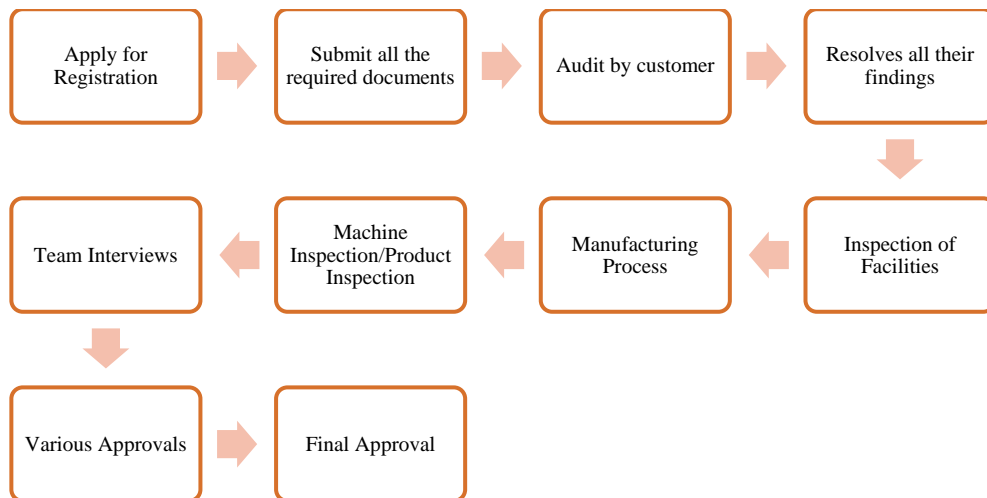 Apply for
Registration
Submit all the
required documents
Audit by customer
Resolves all their
findings
Inspection of
Facilities
Manufacturing
Process
Machine
Inspection/Product
Inspection
Team Interviews
Various Approvals
Final Approval